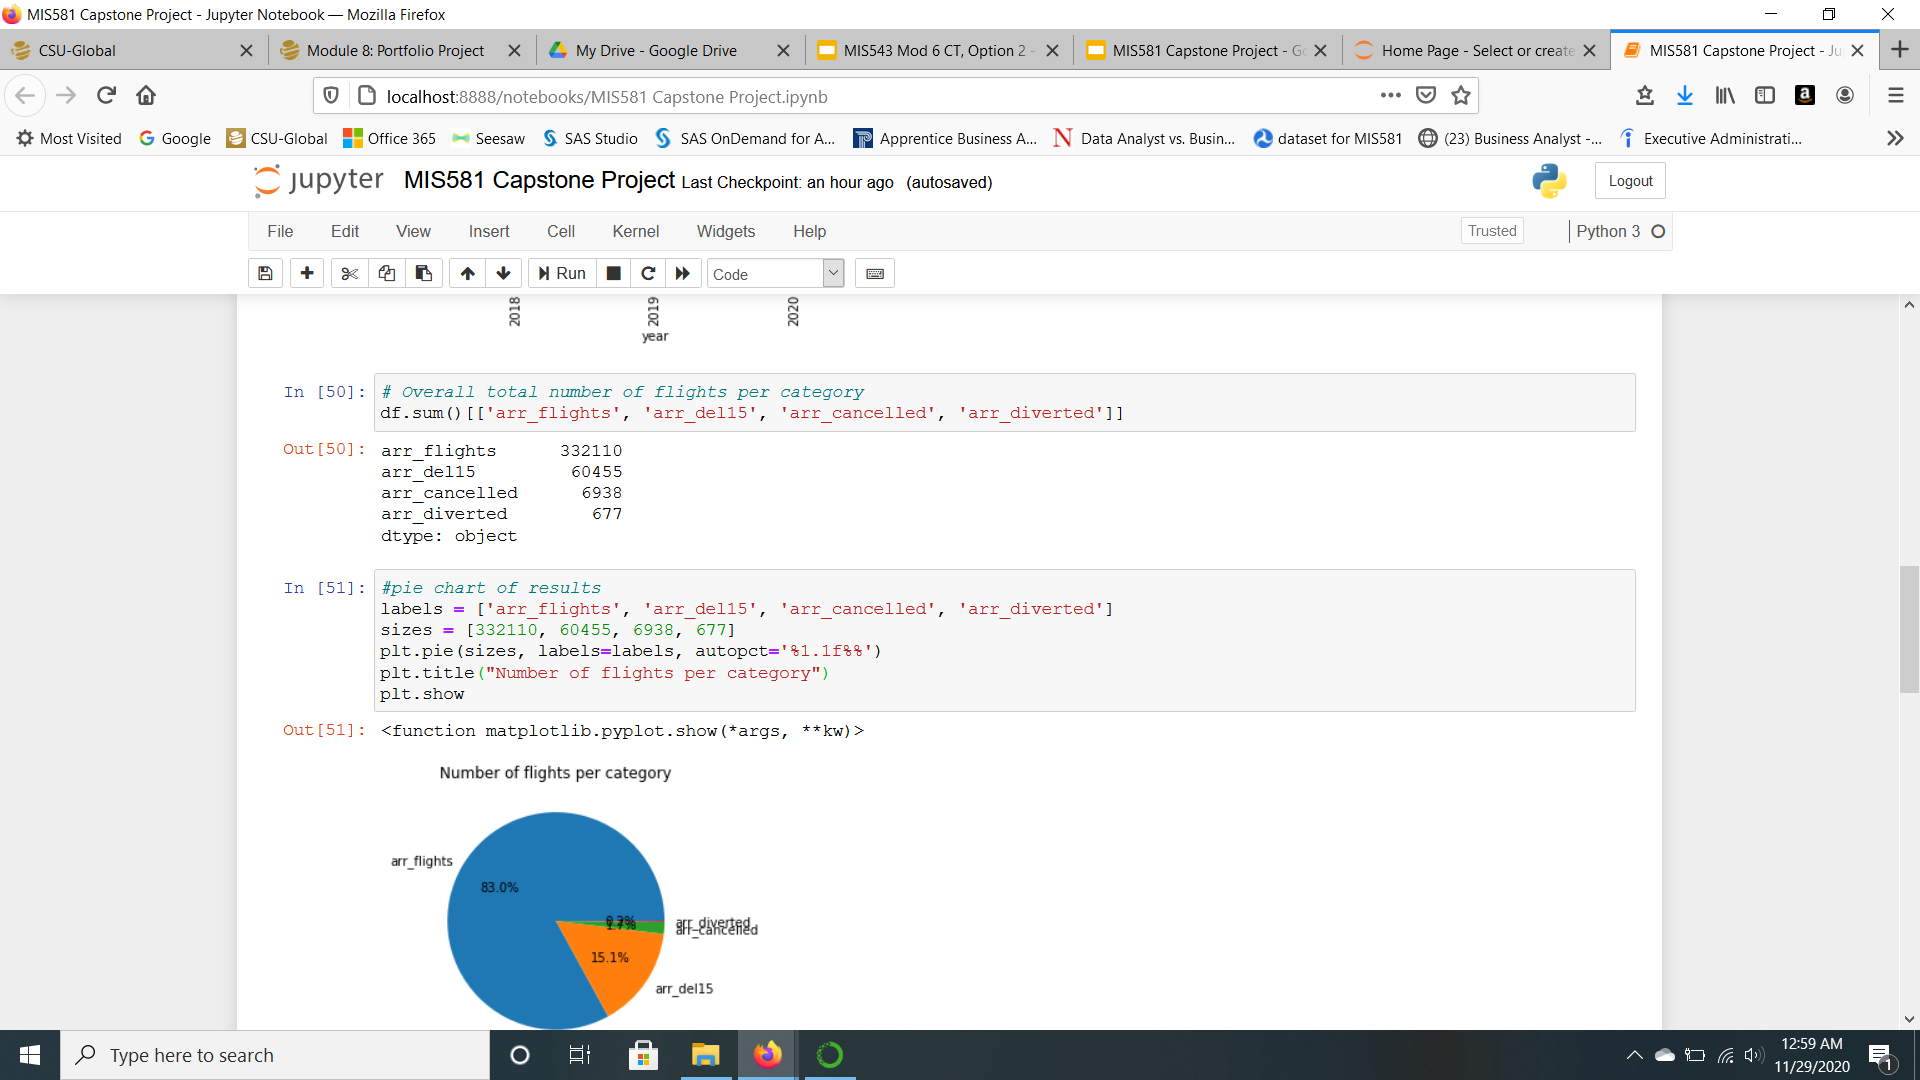 MIS581 Capstone Project - Jupyter Notebook — Mozilla Firefox
CSU-Global
Module 8: Portfolio Project
My Drive - Google Drive
MIS543 Mod 6 CT, Option 2 -
MIS581 Capstone Project - Go
Home Page - Select or create
MIS581 Capstone Project - Ju
localhost:8888/notebooks/MIS581 Capstone Project.ipynb
Most Visited
Google
CSU-Global
Office 365
Seesaw
SAS Studio
SAS OnDemand for A...
Apprentice Business A...
Data Analyst vs. Busin...
dataset for MIS581
(23) Business Analyst -...
Executive Administrati...
jupyter MIS581 Capstone Project Last Checkpoint: an hour ago (autosaved)
Logout
File Edit View Insert Cell Kernel Widgets Help
Trusted
Python 3
Run
Code
2018 2019 2020
year
In [50]: # Overall total number of flights per category
df.sum()[['arr_flights', 'arr_del15', 'arr_cancelled', 'arr_diverted']]
Out[50]: arr_flights 332110
arr_del15 60455
arr_cancelled 6938
arr_diverted 677
dtype: object
In [51]: #pie chart of results
labels = ['arr_flights', 'arr_del15', 'arr_cancelled', 'arr_diverted']
sizes = [332110, 60455, 6938, 677]
plt.pie(sizes, labels=labels, autopct='%1.1f%%')
plt.title("Number of flights per category")
plt.show
Out[51]: <function matplotlib.pyplot.show(*args, **kw)>
Number of flights per category
arr_flights
83.0%
0.2%
arr_diverted
1.7%
arr_cancelled
15.1%
arr_del15
Type here to search
12:59 AM
11/29/2020
1